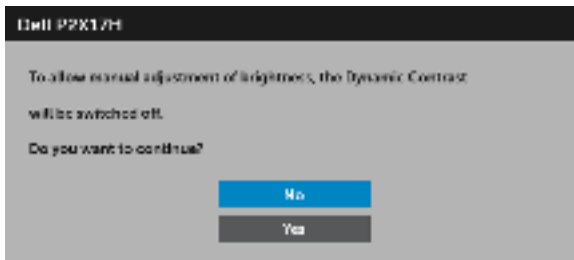 Dell P2X17H
To allow manual adjustment of brightness, the Dynamic Contrast
will be switched off.
Do you want to continue?
No
Yes